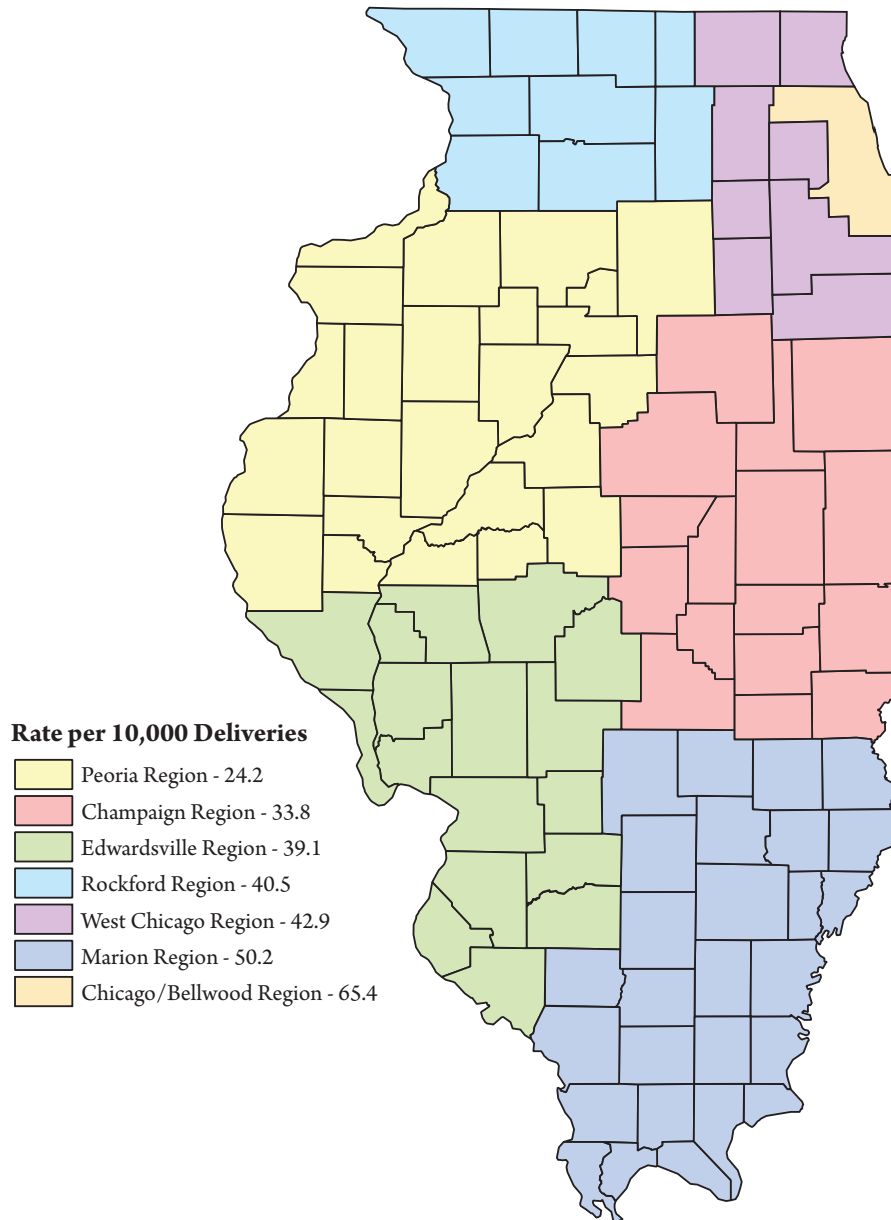 Rate per 10,000 Deliveries
Peoria Region - 24.2
Champaign Region - 33.8
Edwardsville Region - 39.1
Rockford Region - 40.5
West Chicago Region - 42.9
Marion Region - 50.2
Chicago/Bellwood Region - 65.4